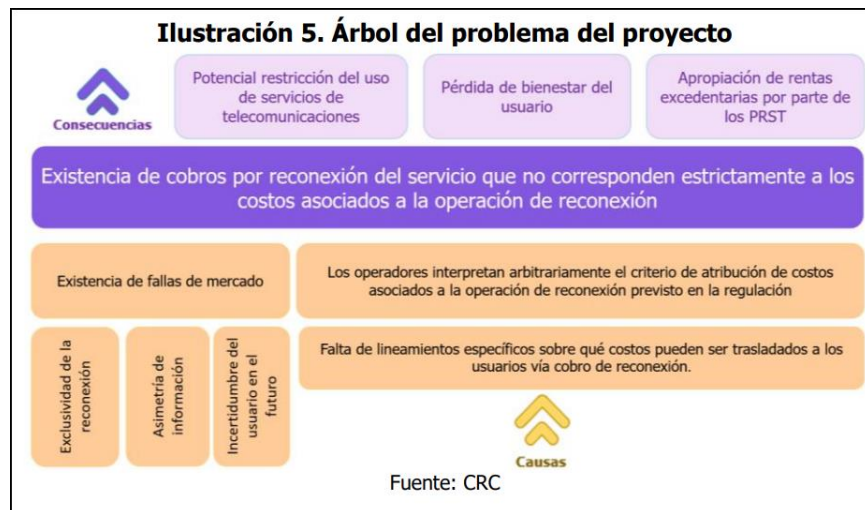 Ilustración 5. Árbol del problema del proyecto
Consecuencias
Potencial restricción del uso
de servicios de
telecomunicaciones
Pérdida de bienestar del
usuario
Apropiación de rentas
excedentarias por parte de
los PRST
Existencia de cobros por reconexión del servicio que no corresponden estrictamente a los
costos asociados a la operación de reconexión
Existencia de fallas de mercado
Los operadores interpretan arbitrariamente el criterio de atribución de costos
asociados a la operación de reconexión previsto en la regulación
Exclusividad de la
reconexión
Asimetría de
información
Incertidumbre del
usuario en el
futuro
Falta de lineamientos específicos sobre qué costos pueden ser trasladados a los
usuarios vía cobro de reconexión.
Causas
Fuente: CRC